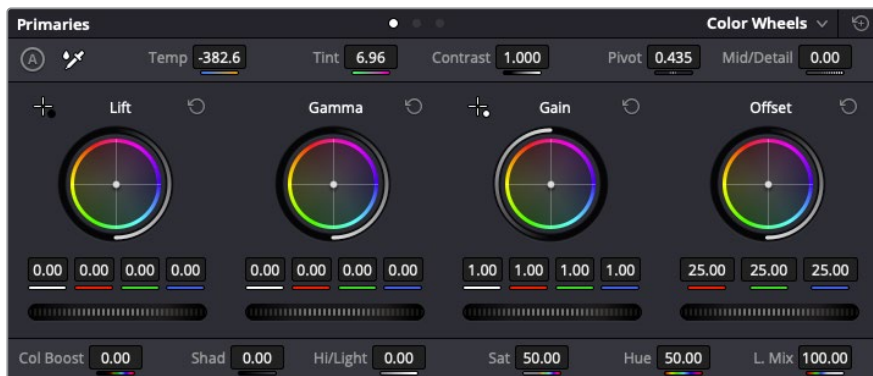 Primaries Color Wheels
A Temp -382.6 Tint 6.96 Contrast 1.000 Pivot 0.435 Mid/Detail 0.00
Lift Gamma Gain Offset
0.00 0.00 0.00 0.00 0.00 0.00 0.00 0.00 1.00 1.00 1.00 1.00 25.00 25.00 25.00
Col Boost 0.00 Shad 0.00 Hi/Light 0.00 Sat 50.00 Hue 50.00 L. Mix 100.00